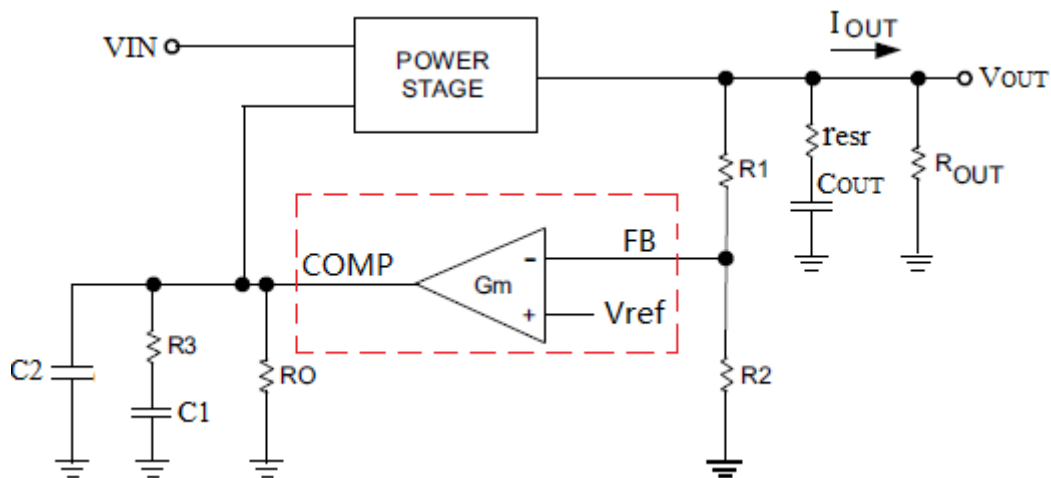 VIN
POWER
STAGE
IOUT
VOUT
resr
COUT
ROUT
R1
FB
COMP
Gm
-
+
Vref
R3
C2
C1
RO
R2